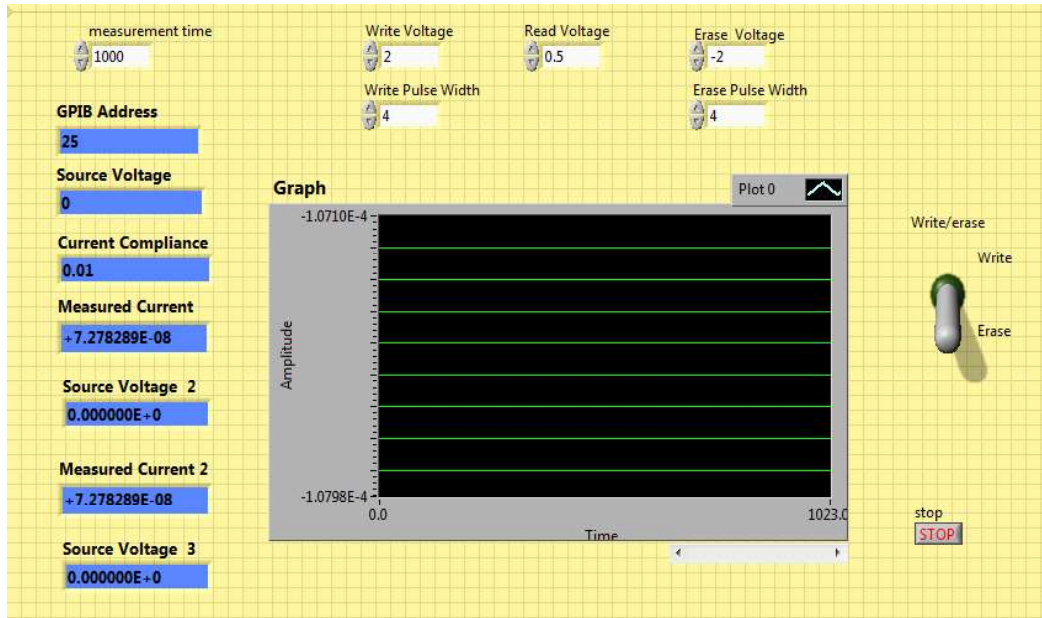 measurement time
1000
Write Voltage
2
Read Voltage
0.5
Erase Voltage
-2
Write Pulse Width
4
Erase Pulse Width
4
GPIB Address
25
Source Voltage
0
Current Compliance
0.01
Measured Current
+7.278289E-08
Source Voltage 2
0.000000E+0
Measured Current 2
+7.278289E-08
Source Voltage 3
0.000000E+0
Graph
Plot 0
-1.0710E-4
Amplitude
-1.0798E-4
0.0
1023.0
Time
Write/erase
Write
Erase
stop
STOP